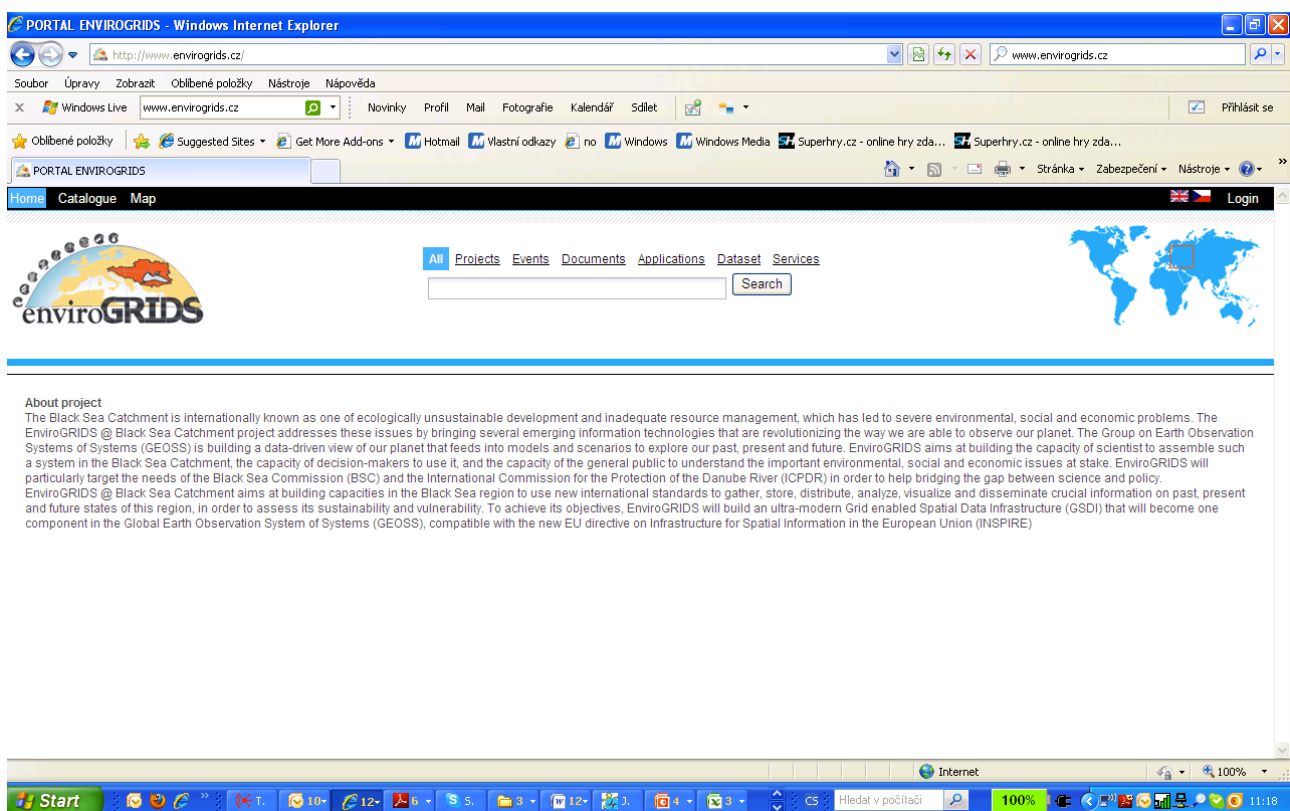 PORTAL ENVIROGRIDS - Windows Internet Explorer
http://www.envirogrids.cz/
www.envirogrids.cz
Soubor Úpravy Zobrazit Oblíbené položky Nástroje Nápověda
x Windows Live www.envirogrids.cz Novinky Profil Mail Fotografie Kalendář Sdílet Přihlásit se
Oblíbené položky Suggested Sites Get More Add-ons Hotmail Vlastní odkazy no Windows Windows Media Superhry.cz - online hry zda... Superhry.cz - online hry zda...
PORTAL ENVIROGRIDS Stránka Zabezpečení Nástroje »
Home Catalogue Map Login
enviroGRIDS
All Projects Events Documents Applications Dataset Services
Search
About project
The Black Sea Catchment is internationally known as one of ecologically unsustainable development and inadequate resource management, which has led to severe environmental, social and economic problems. The
EnviroGRIDS @ Black Sea Catchment project addresses these issues by bringing several emerging information technologies that are revolutionizing the way we are able to observe our planet. The Group on Earth Observation
Systems of Systems (GEOSS) is building a data-driven view of our planet that feeds into models and scenarios to explore our past, present and future. EnviroGRIDS aims at building the capacity of scientist to assemble such
a system in the Black Sea Catchment, the capacity of decision-makers to use it, and the capacity of the general public to understand the important environmental, social and economic issues at stake. EnviroGRIDS will
particularly target the needs of the Black Sea Commission (BSC) and the International Commission for the Protection of the Danube River (ICPDR) in order to help bridging the gap between science and policy.
EnviroGRIDS @ Black Sea Catchment aims at building capacities in the Black Sea region to use new international standards to gather, store, distribute, analyze, visualize and disseminate crucial information on past, present
and future states of this region, in order to assess its sustainability and vulnerability. To achieve its objectives, EnviroGRIDS will build an ultra-modern Grid enabled Spatial Data Infrastructure (GSDI) that will become one
component in the Global Earth Observation System of Systems (GEOSS), compatible with the new EU directive on Infrastructure for Spatial Information in the European Union (INSPIRE)
Internet 100%
Start » T. 10 12 6 S. 3 12 J. 4 3 CS Hledat v počítači 100% 11:18